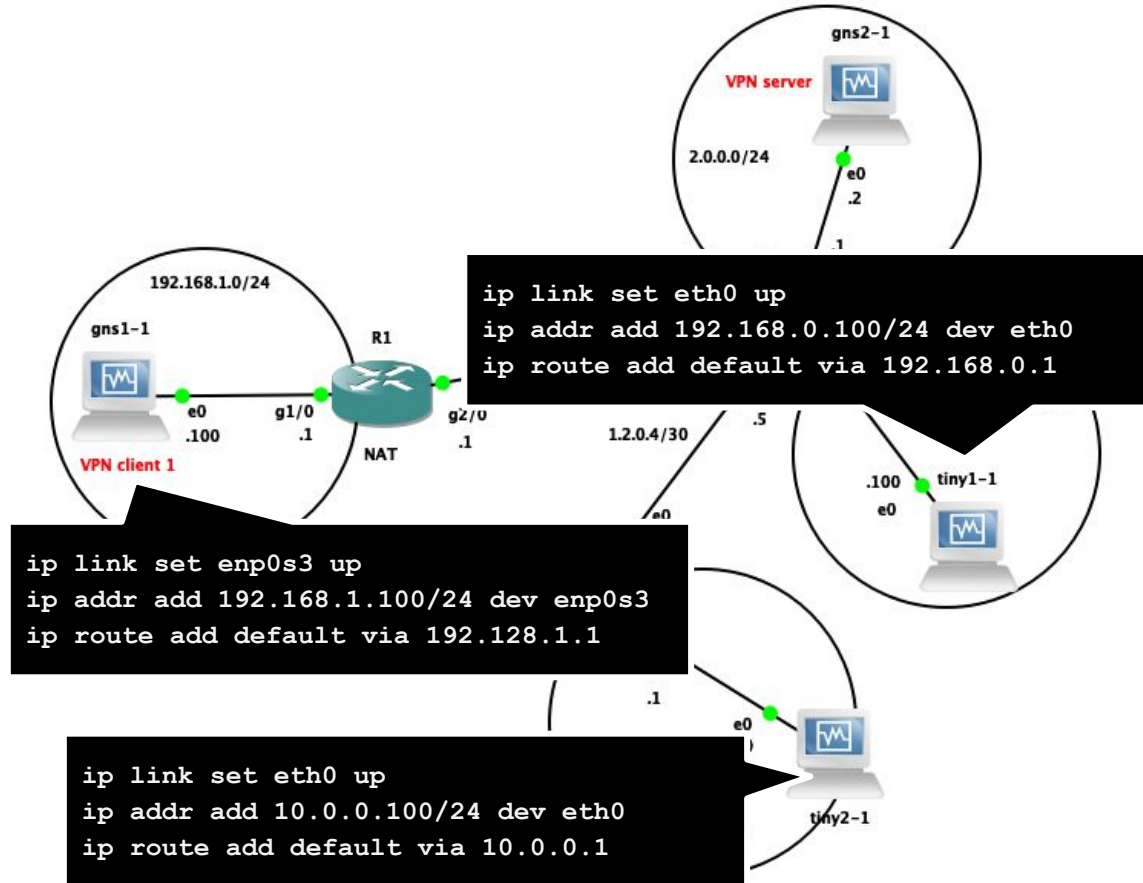 gns2-1
VPN server
2.0.0.0/24
e0
.2
.1
192.168.1.0/24
gns1-1
R1
e0
.100
g1/0
.1
NAT
g2/0
.1
VPN client 1
ip link set eth0 up
ip addr add 192.168.0.100/24 dev eth0
ip route add default via 192.168.0.1
1.2.0.4/30
.5
.100
e0
tiny1-1
e0
ip link set enp0s3 up
ip addr add 192.168.1.100/24 dev enp0s3
ip route add default via 192.128.1.1
.1
e0
tiny2-1
ip link set eth0 up
ip addr add 10.0.0.100/24 dev eth0
ip route add default via 10.0.0.1